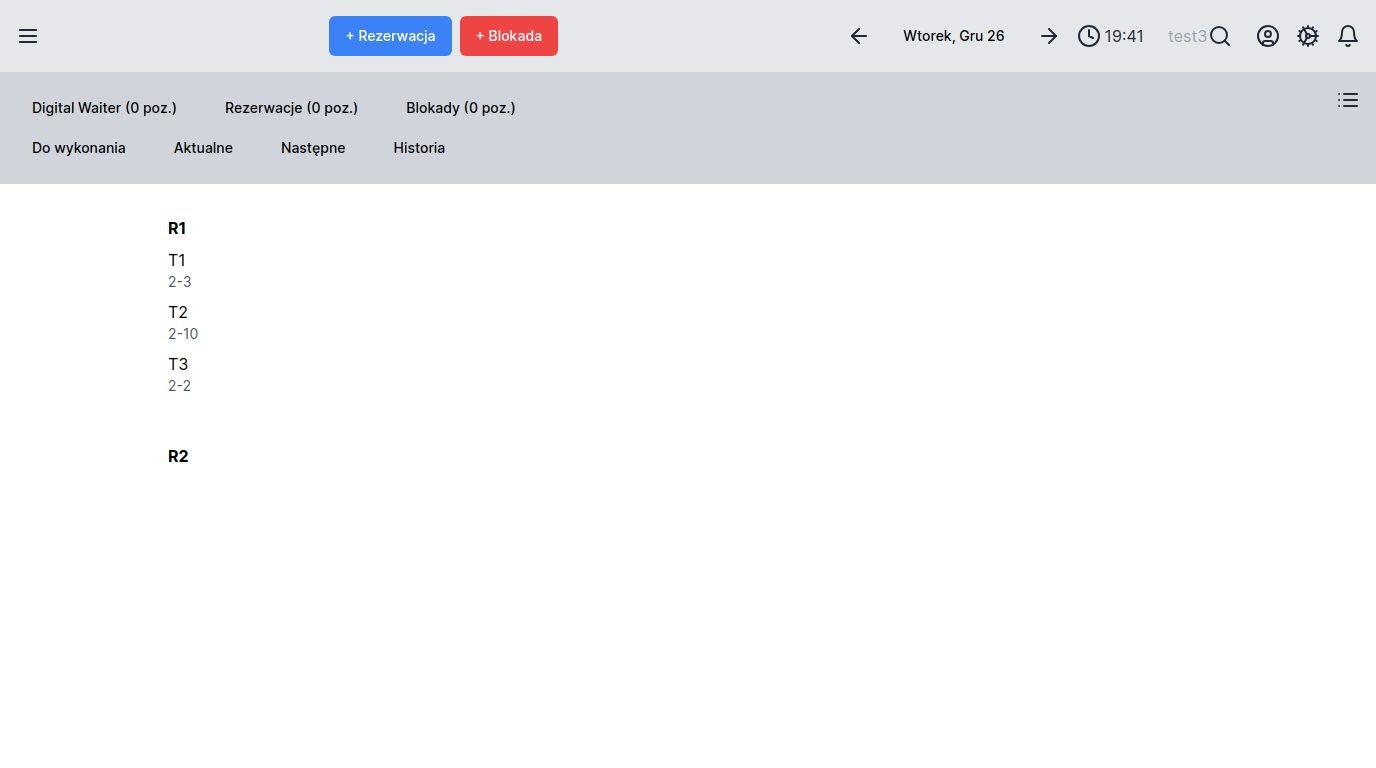 + Rezerwacja + Blokada Wtorek, Gru 26 19:41 test3
Digital Waiter (0 poz.) Rezerwacje (0 poz.) Blokady (0 poz.)
Do wykonania Aktualne Następne Historia
R1
T1
2-3
T2
2-10
T3
2-2
R2